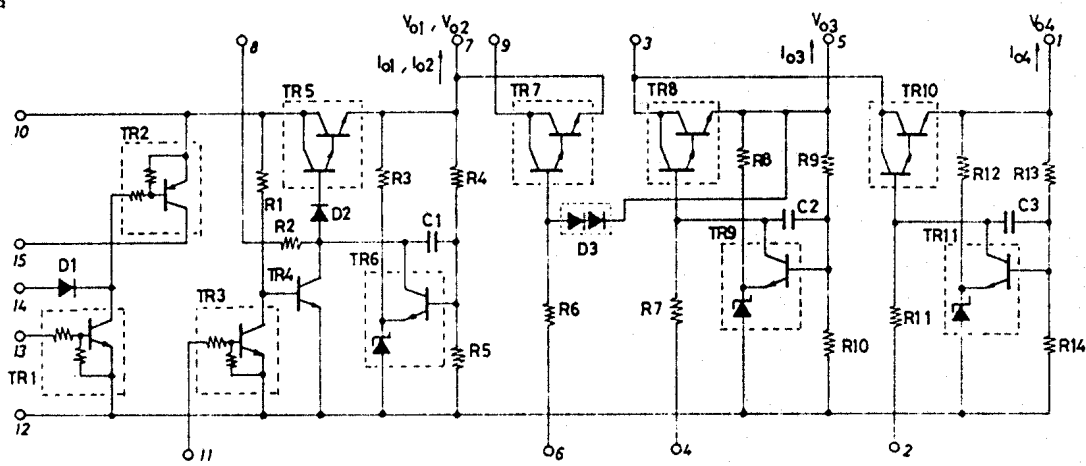 Vo1 , Vo2
Vo3
Vo4
8
7
9
3
5
1
Io1 , Io2
Io3
Io4
TR5
TR7
TR8
TR10
10
TR2
R1
R3
R4
R8
R9
R12
R13
R2
D2
C1
D3
C2
C3
15
D1
TR4
TR6
TR9
TR11
14
TR3
R6
R7
R11
13
R5
R10
R14
TR1
12
11
6
4
2